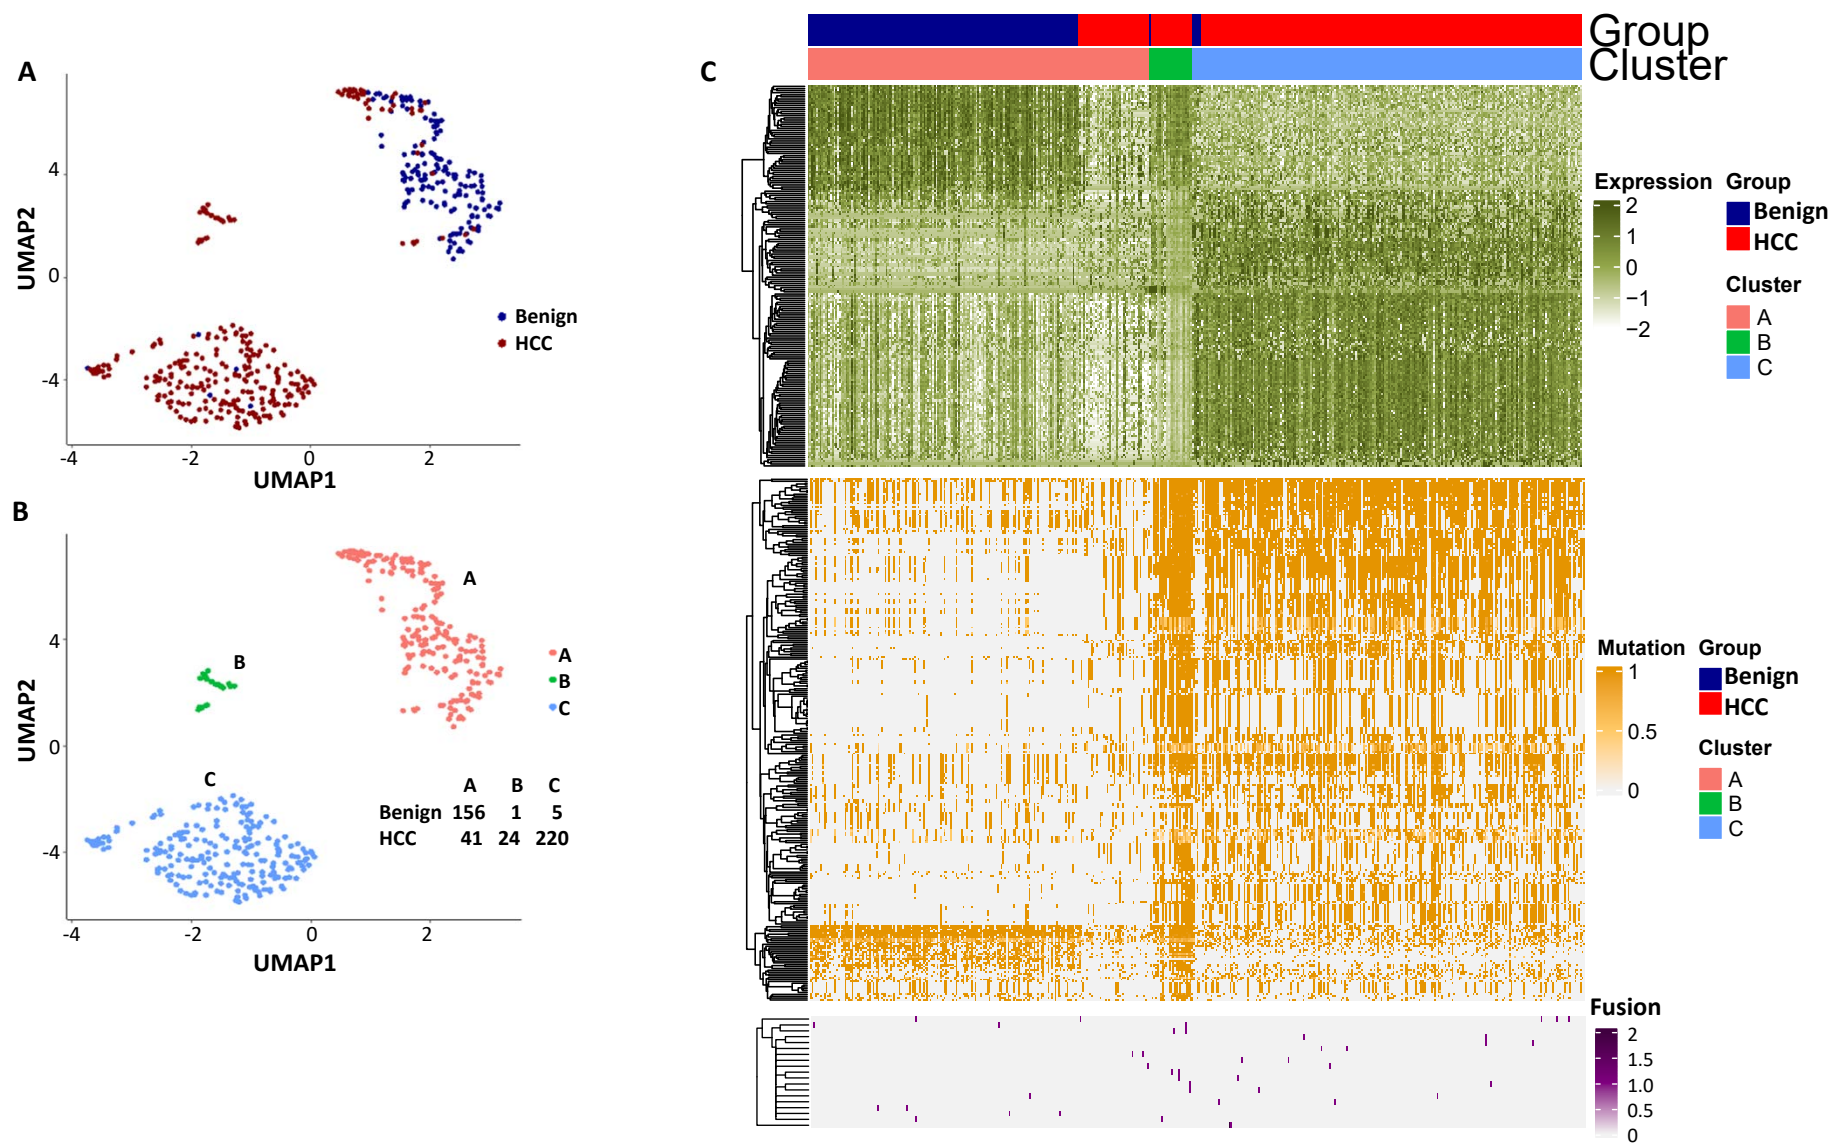 A
UMAP2
4
0
-4
-4
-2
0
2
UMAP1
Benign
HCC
B
UMAP2
4
0
-4
-4
-2
0
2
UMAP1
A
B
C
A
B
C
A B C
Benign 156 1 5
HCC 41 24 220
C
Group
Cluster
Expression
2
1
0
−1
−2
Group
Benign
HCC
Cluster
A
B
C
Mutation
1
0.5
0
Group
Benign
HCC
Cluster
A
B
C
Fusion
2
1.5
1.0
0.5
0